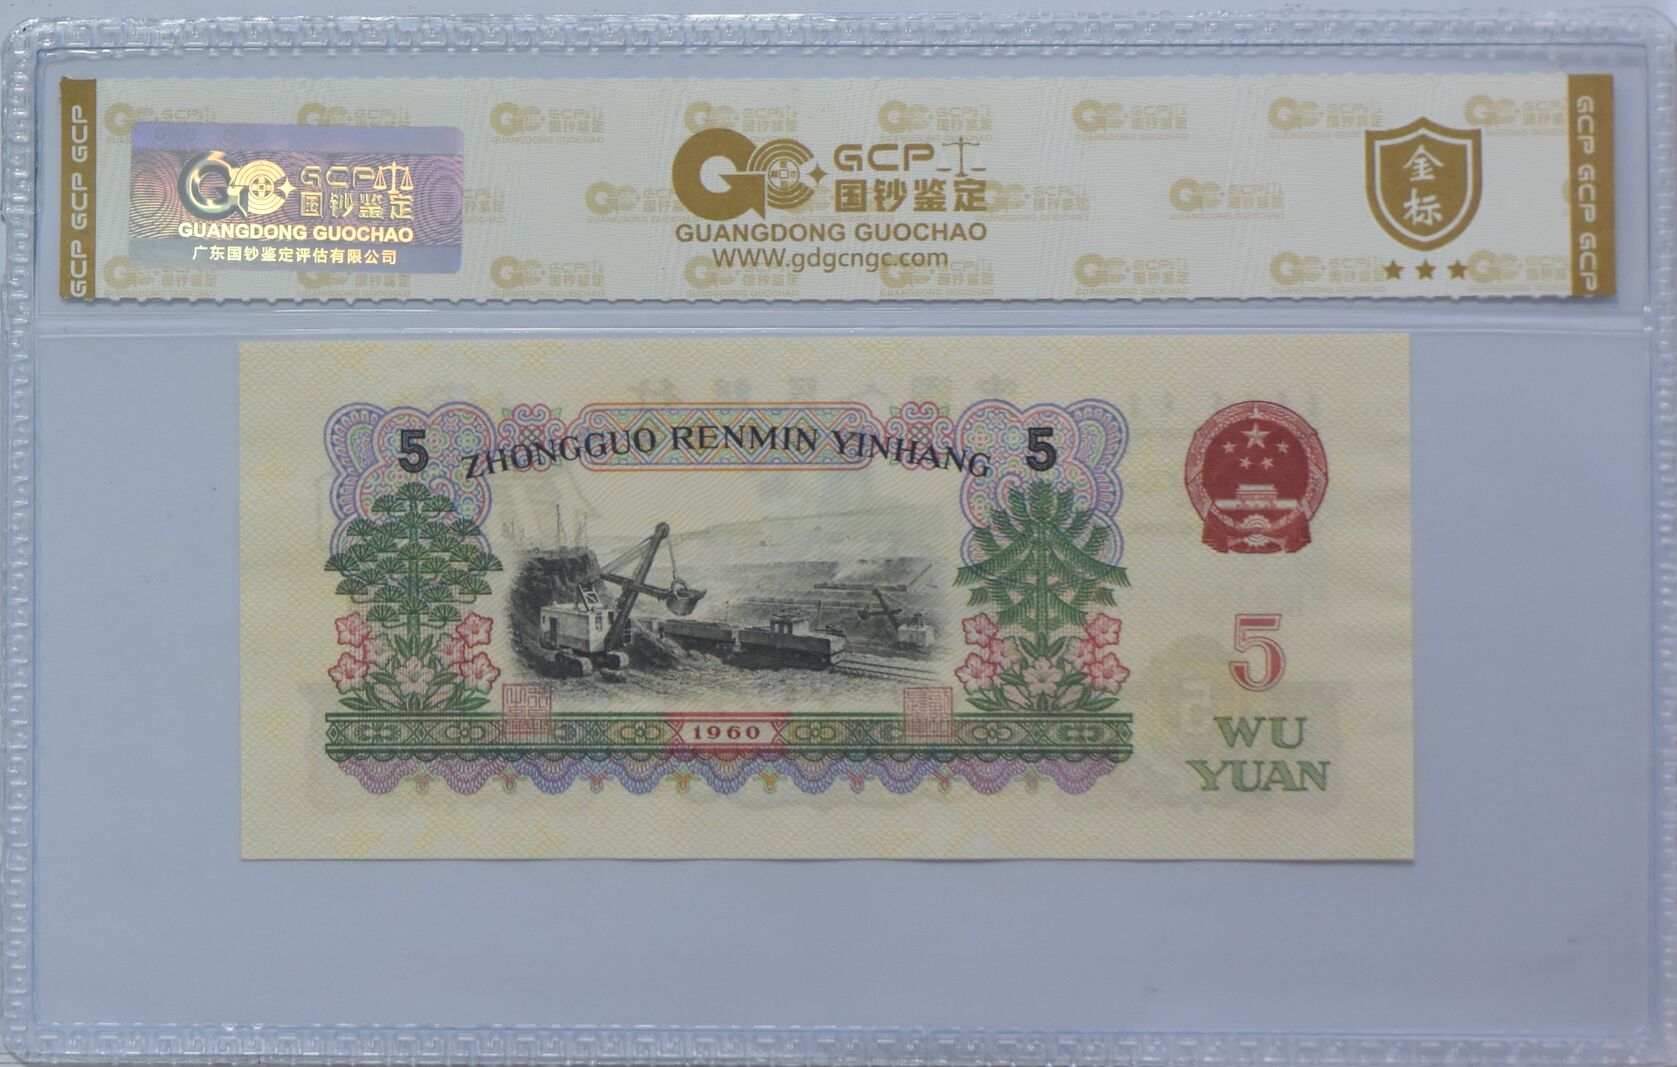 GCP GCP GCP
GCP
国钞鉴定
GUANGDONG GUOCHAO
广东国钞鉴定评估有限公司
GCP
国钞鉴定
GUANGDONG GUOCHAO
www.gdgcngc.com
金标
GCP GCP GCP
5 ZHONGGUO RENMIN YINHANG 5
1960
5
WU
YUAN